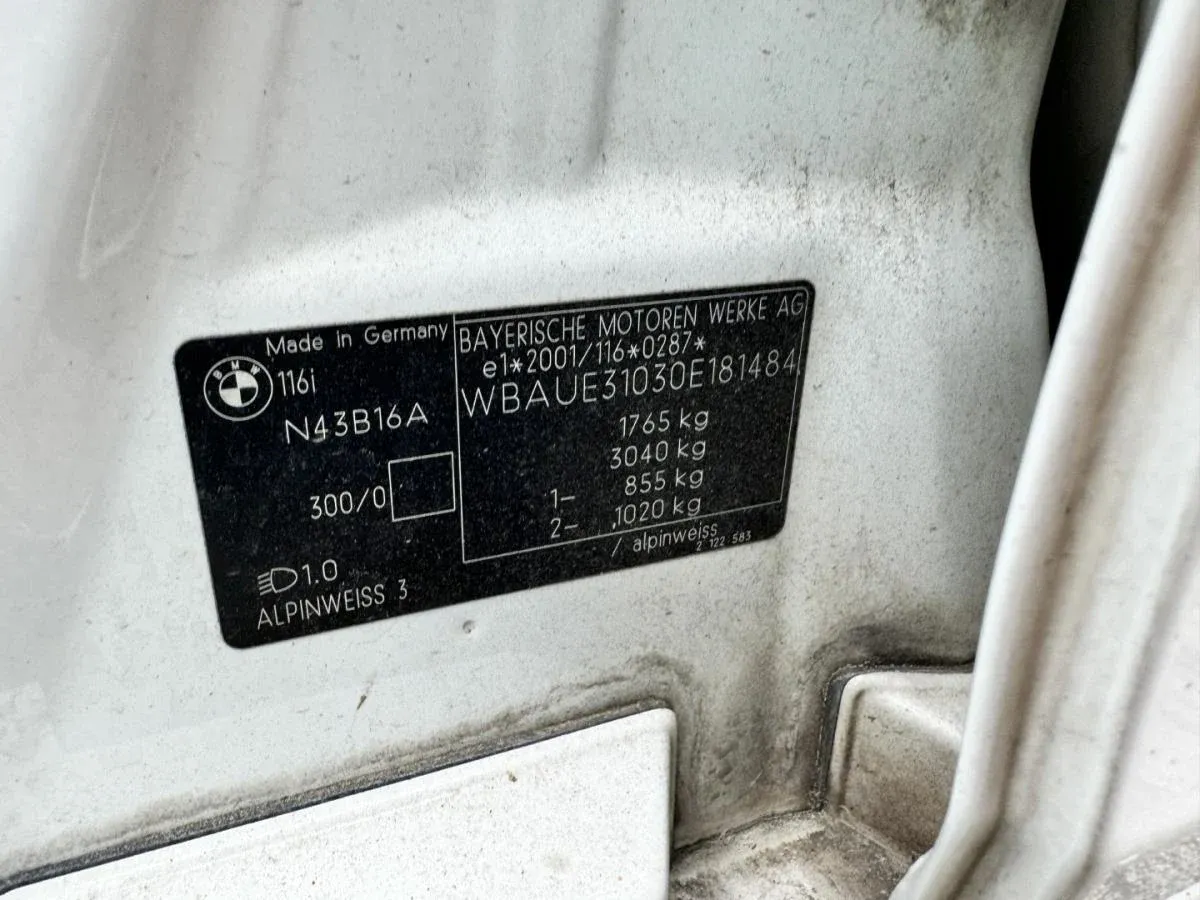 Made in Germany
BMW
116i
N43B16A
300/0
1.0
ALPINWEISS 3
BAYERISCHE MOTOREN WERKE AG
e1*2001/116*0287*
WBAUE31030E181484
1765 kg
3040 kg
1- 855 kg
2- 1020 kg
/ alpinweiss
2 122 583